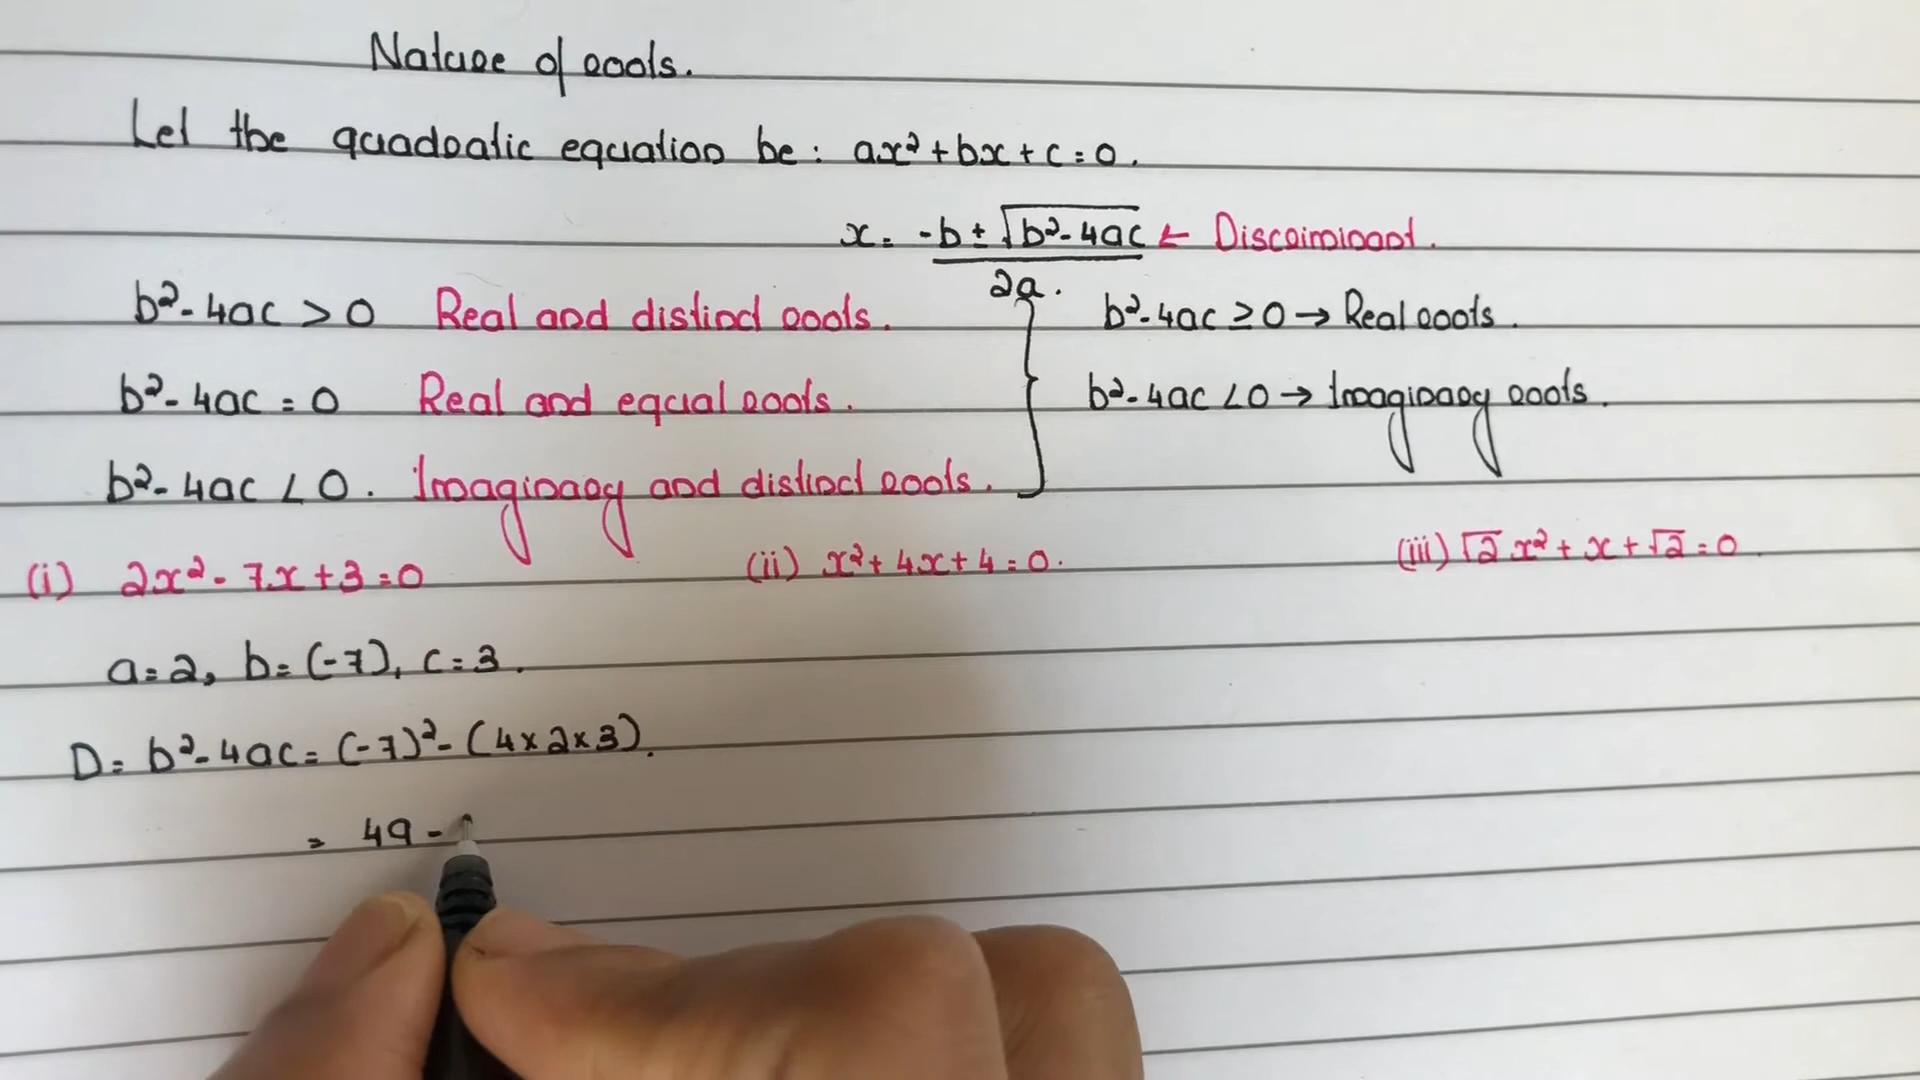 Nature of roots.
Let the quadratic equation be: ax²+bx+c=0.
x = -b±√b²-4ac ← Discriminant.
2a.
b²-4ac > 0 Real and distinct roots.
b²-4ac ≥ 0 → Real roots.
b²-4ac = 0 Real and equal roots.
b²-4ac < 0 → Imaginary roots.
b²-4ac < 0. Imaginary and distinct roots.
(i) 2x²-7x+3=0
(ii) x²+4x+4=0.
(iii) √2x²+x+√2=0
a=2, b=(-7), c=3.
D= b²-4ac= (-7)²-(4×2×3).
= 49 -